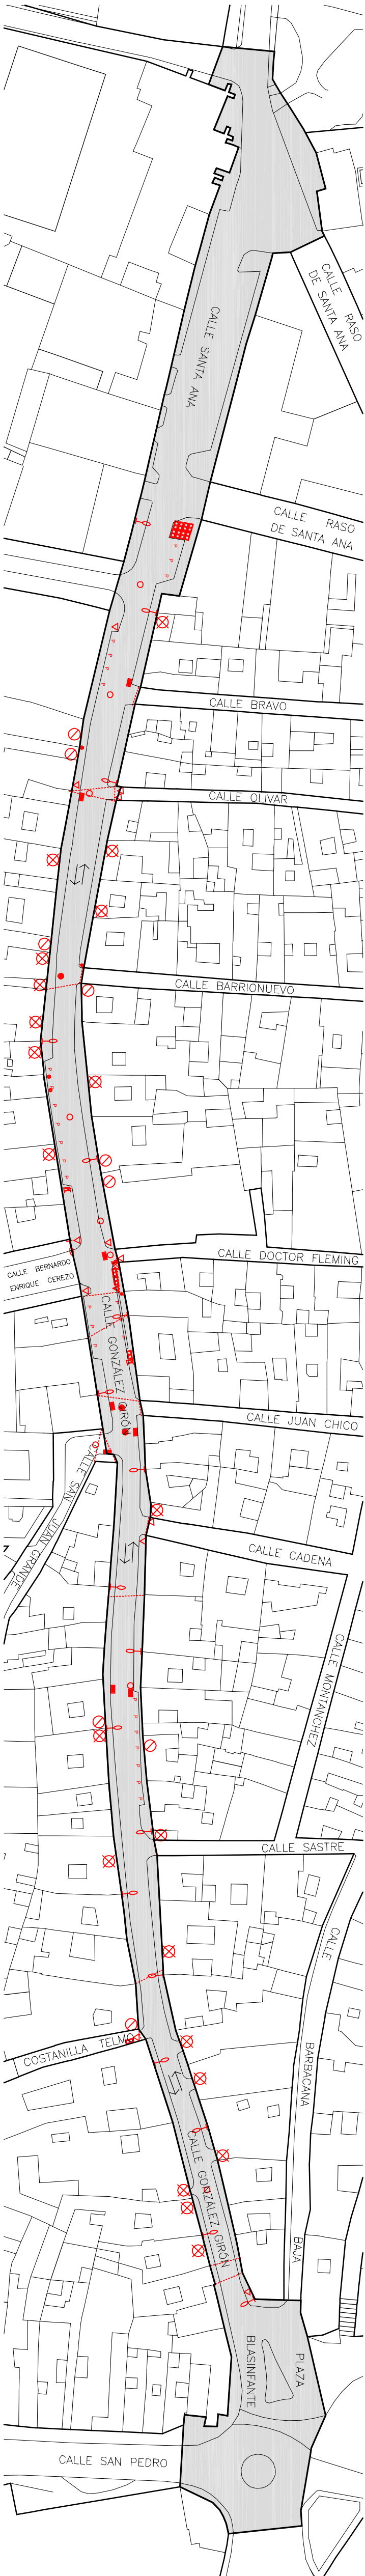 CALLE RASO
DE SANTA ANA
CALLE SANTA ANA
CALLE RASO
DE SANTA ANA
CALLE BRAVO
CALLE OLIVAR
CALLE BARRIONUEVO
CALLE DOCTOR FLEMING
CALLE BERNARDO
ENRIQUE CEREZO
CALLE GONZÁLEZ GIRÓN
CALLE JUAN CHICO
CALLE SAN JUAN GRANDE
CALLE CADENA
CALLE MONTANCHEZ
CALLE SASTRE
CALLE BARBACANA BAJA
COSTANILLA TELMO
CALLE GONZÁLEZ GIRÓN
PLAZA
BLASINFANTE
CALLE SAN PEDRO